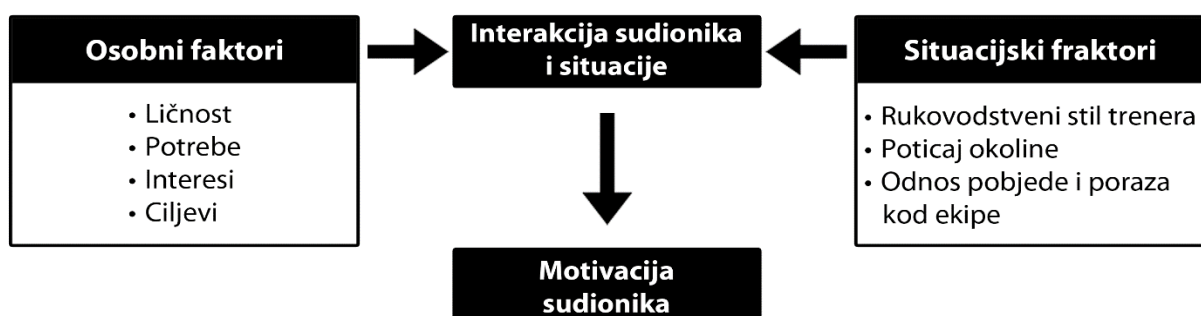 Osobni faktori
• Ličnost
• Potrebe
• Interesi
• Ciljevi
Interakcija sudionika
i situacije
Motivacija
sudionika
Situacijski fraktori
• Rukovodstveni stil trenera
• Poticaj okoline
• Odnos pobjede i poraza
kod ekipe